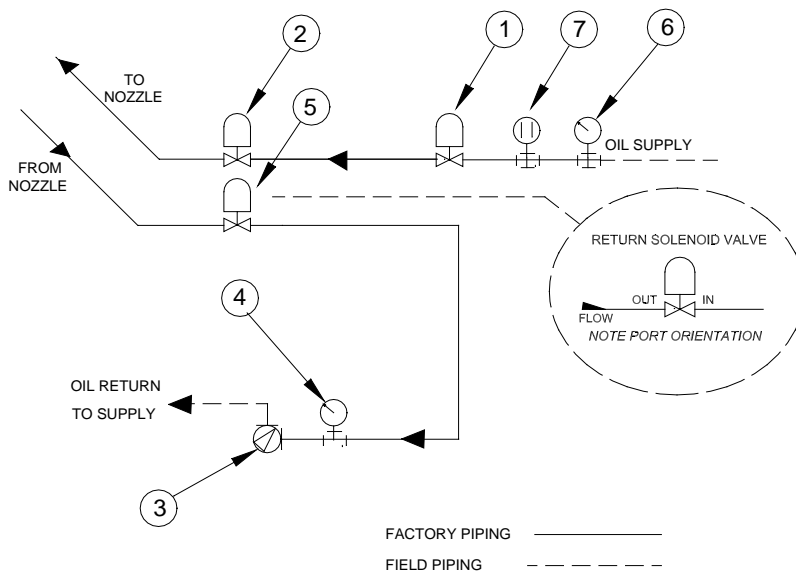 2
1
7
6
TO
NOZZLE
5
OIL SUPPLY
FROM
NOZZLE
RETURN SOLENOID VALVE
OUT
IN
FLOW
NOTE PORT ORIENTATION
4
OIL RETURN
TO SUPPLY
3
FACTORY PIPING
FIELD PIPING